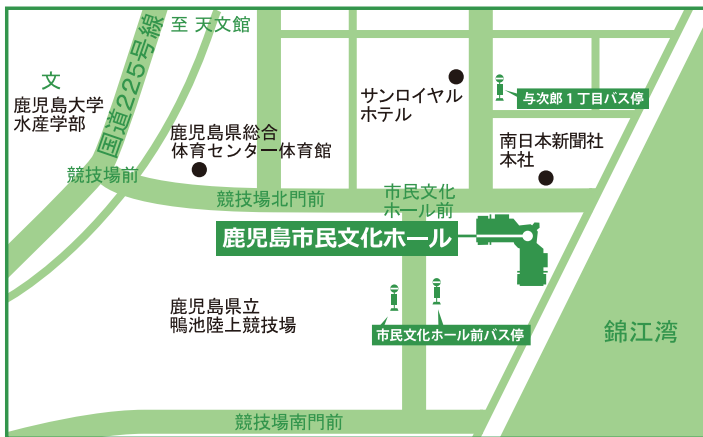 至 天文館
国道225号線
文
鹿児島大学
水産学部
鹿児島県総合
体育センター体育館
サンロイヤル
ホテル
与次郎1丁目バス停
南日本新聞社
本社
競技場前
競技場北門前
市民文化
ホール前
鹿児島市民文化ホール
鹿児島県立
鴨池陸上競技場
市民文化ホール前バス停
錦江湾
競技場南門前